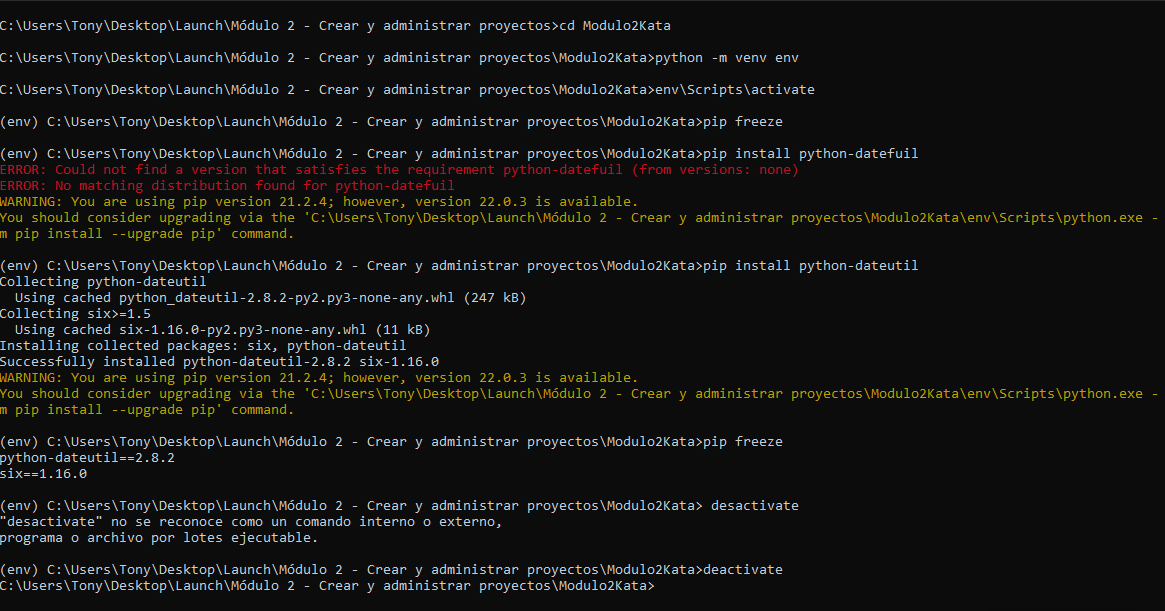 C:\Users\Tony\Desktop\Launch\Módulo 2 - Crear y administrar proyectos>cd Modulo2Kata
C:\Users\Tony\Desktop\Launch\Módulo 2 - Crear y administrar proyectos\Modulo2Kata>python -m venv env
C:\Users\Tony\Desktop\Launch\Módulo 2 - Crear y administrar proyectos\Modulo2Kata>env\Scripts\activate
(env) C:\Users\Tony\Desktop\Launch\Módulo 2 - Crear y administrar proyectos\Modulo2Kata>pip freeze
(env) C:\Users\Tony\Desktop\Launch\Módulo 2 - Crear y administrar proyectos\Modulo2Kata>pip install python-datefuil
ERROR: Could not find a version that satisfies the requirement python-datefuil (from versions: none)
ERROR: No matching distribution found for python-datefuil
WARNING: You are using pip version 21.2.4; however, version 22.0.3 is available.
You should consider upgrading via the 'C:\Users\Tony\Desktop\Launch\Módulo 2 - Crear y administrar proyectos\Modulo2Kata\env\Scripts\python.exe -
m pip install --upgrade pip' command.
(env) C:\Users\Tony\Desktop\Launch\Módulo 2 - Crear y administrar proyectos\Modulo2Kata>pip install python-dateutil
Collecting python-dateutil
  Using cached python_dateutil-2.8.2-py2.py3-none-any.whl (247 kB)
Collecting six>=1.5
  Using cached six-1.16.0-py2.py3-none-any.whl (11 kB)
Installing collected packages: six, python-dateutil
Successfully installed python-dateutil-2.8.2 six-1.16.0
WARNING: You are using pip version 21.2.4; however, version 22.0.3 is available.
You should consider upgrading via the 'C:\Users\Tony\Desktop\Launch\Módulo 2 - Crear y administrar proyectos\Modulo2Kata\env\Scripts\python.exe -
m pip install --upgrade pip' command.
(env) C:\Users\Tony\Desktop\Launch\Módulo 2 - Crear y administrar proyectos\Modulo2Kata>pip freeze
python-dateutil==2.8.2
six==1.16.0
(env) C:\Users\Tony\Desktop\Launch\Módulo 2 - Crear y administrar proyectos\Modulo2Kata> desactivate
"desactivate" no se reconoce como un comando interno o externo,
programa o archivo por lotes ejecutable.
(env) C:\Users\Tony\Desktop\Launch\Módulo 2 - Crear y administrar proyectos\Modulo2Kata>deactivate
C:\Users\Tony\Desktop\Launch\Módulo 2 - Crear y administrar proyectos\Modulo2Kata>